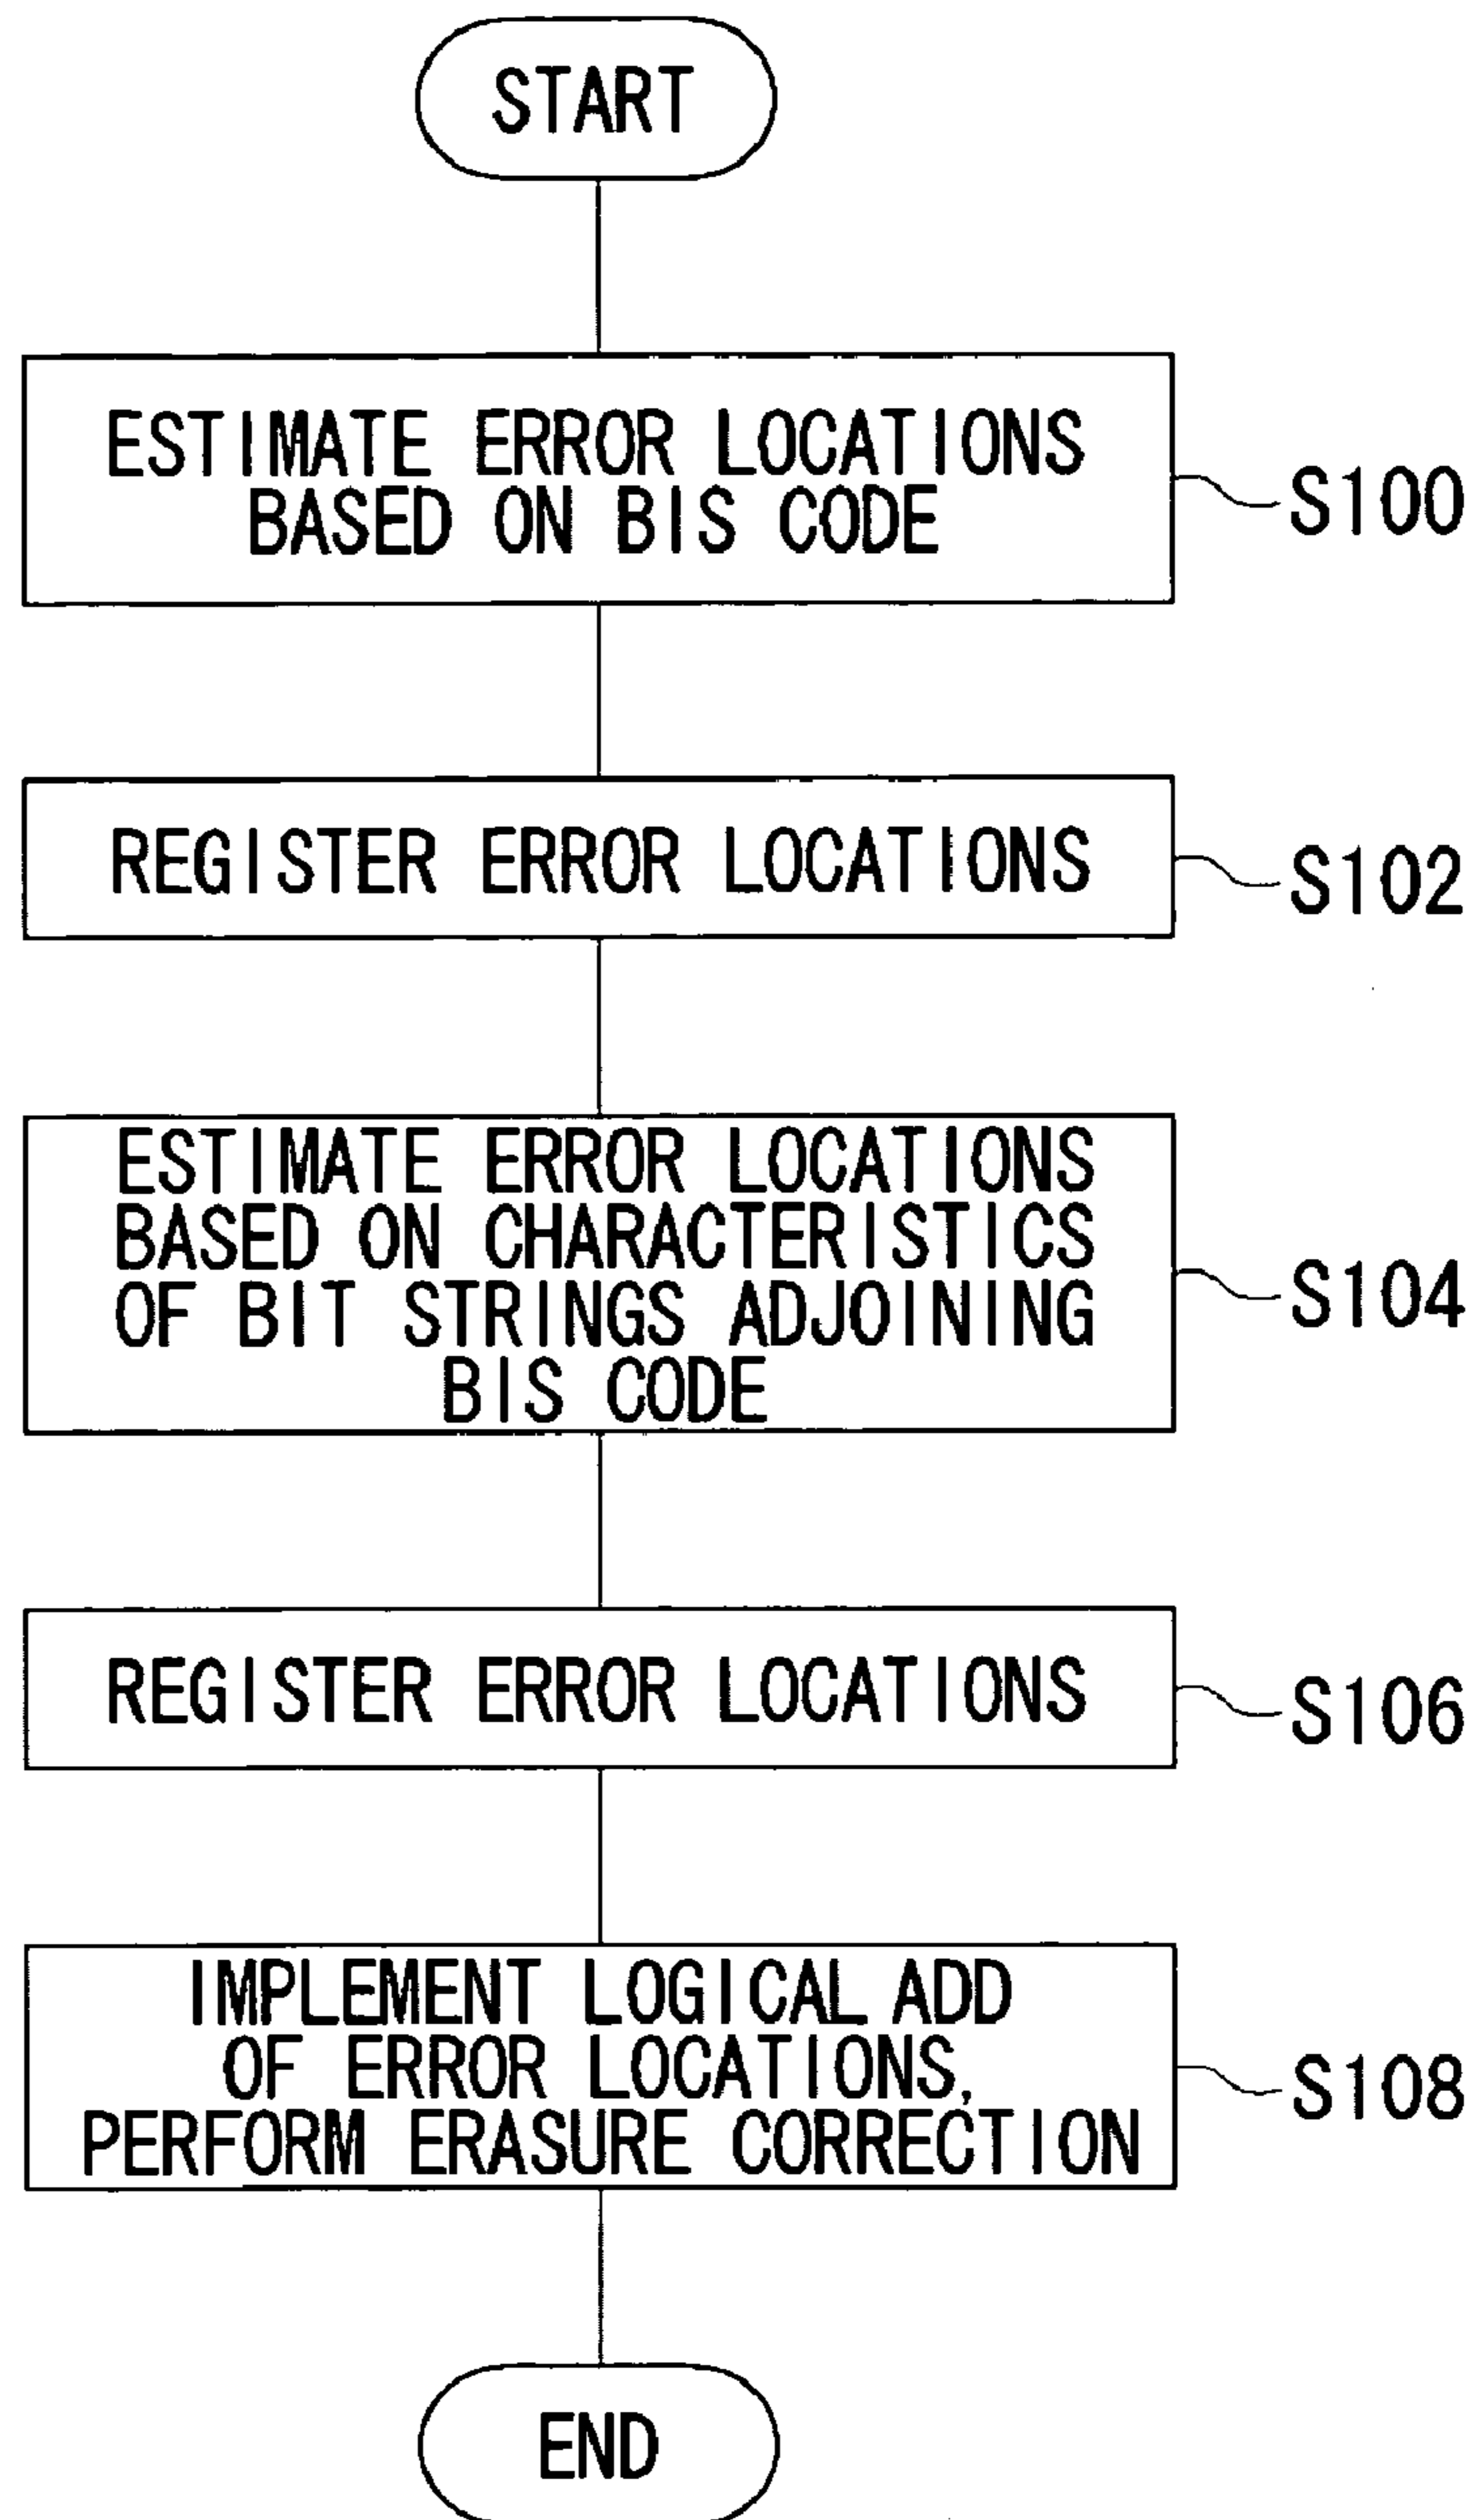 START
ESTIMATE ERROR LOCATIONS
BASED ON BIS CODE
S100
REGISTER ERROR LOCATIONS
S102
ESTIMATE ERROR LOCATIONS
BASED ON CHARACTERISTICS
OF BIT STRINGS ADJOINING
BIS CODE
S104
REGISTER ERROR LOCATIONS
S106
IMPLEMENT LOGICAL ADD
OF ERROR LOCATIONS,
PERFORM ERASURE CORRECTION
S108
END